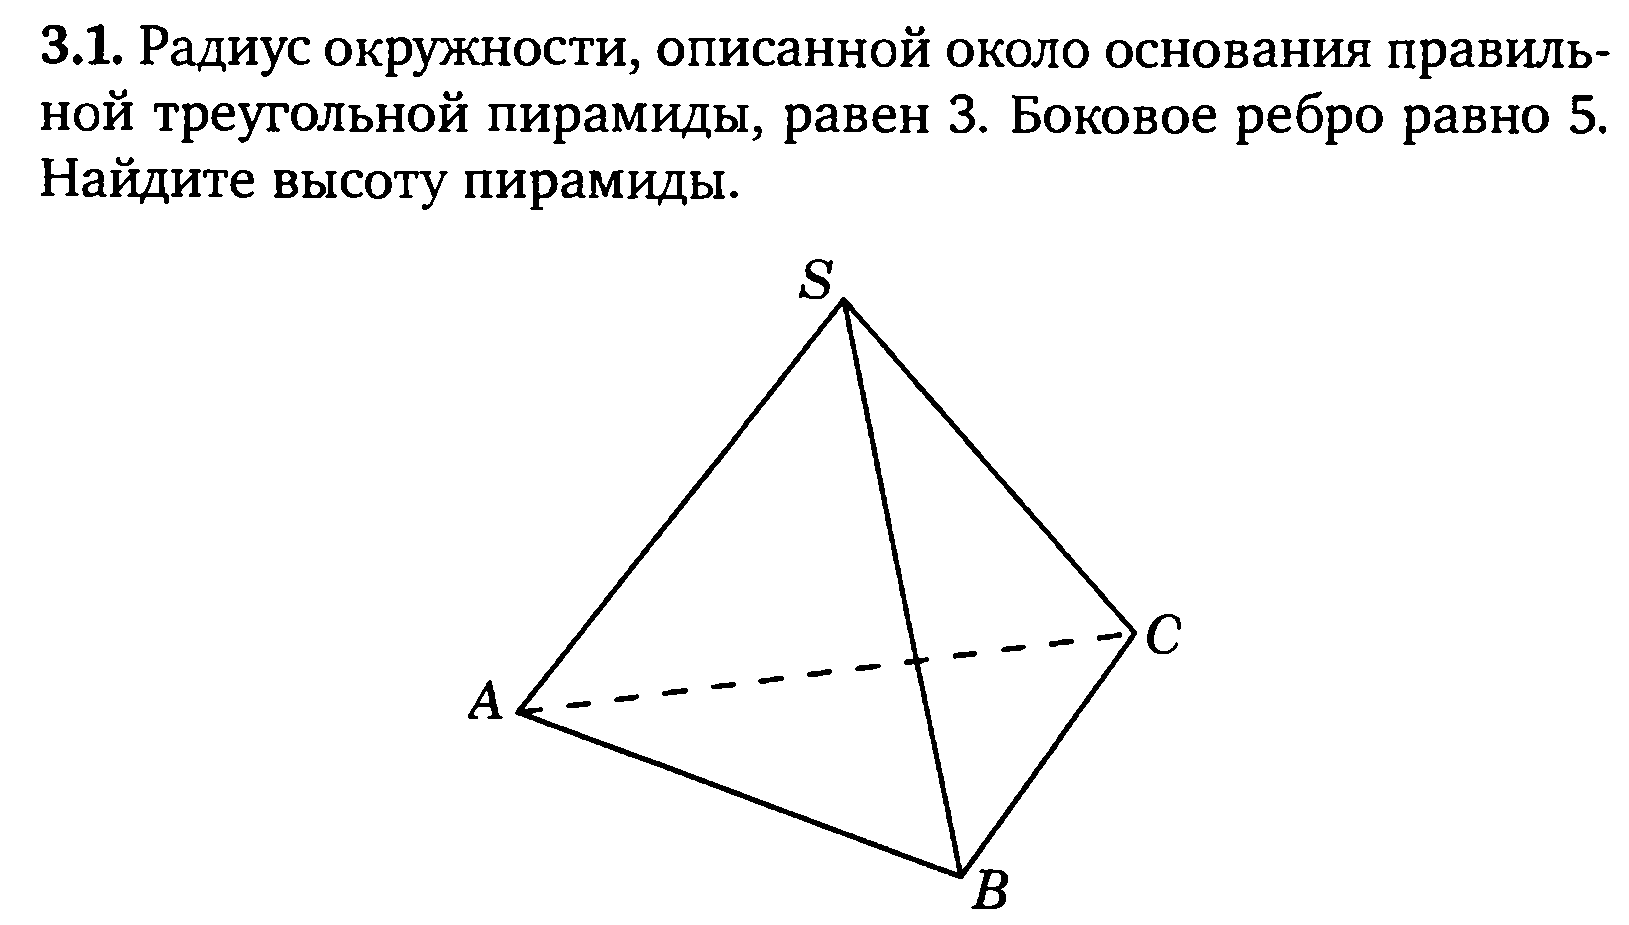 3.1. Радиус окружности, описанной около основания правиль-
ной треугольной пирамиды, равен 3. Боковое ребро равно 5.
Найдите высоту пирамиды.
S
C
A
B